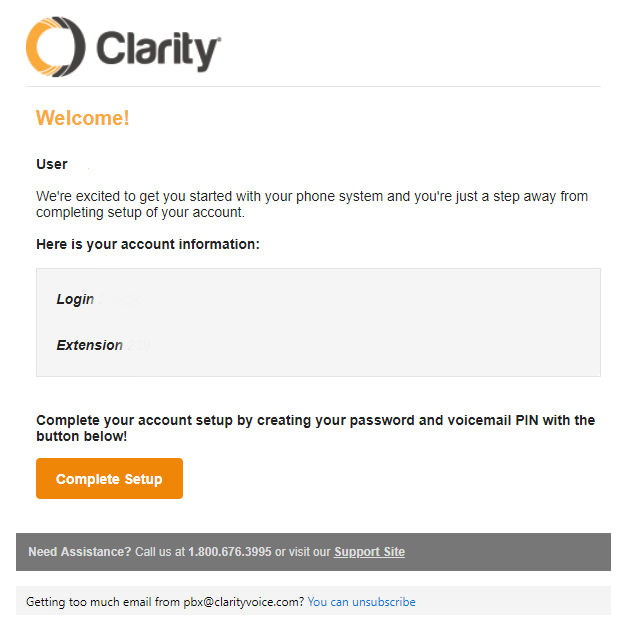 Clarity
Welcome!
User
We're excited to get you started with your phone system and you're just a step away from
completing setup of your account.
Here is your account information:
Login
Extension
Complete your account setup by creating your password and voicemail PIN with the
button below!
Complete Setup
Need Assistance? Call us at 1.800.676.3995 or visit our Support Site
Getting too much email from pbx@clarityvoice.com? You can unsubscribe